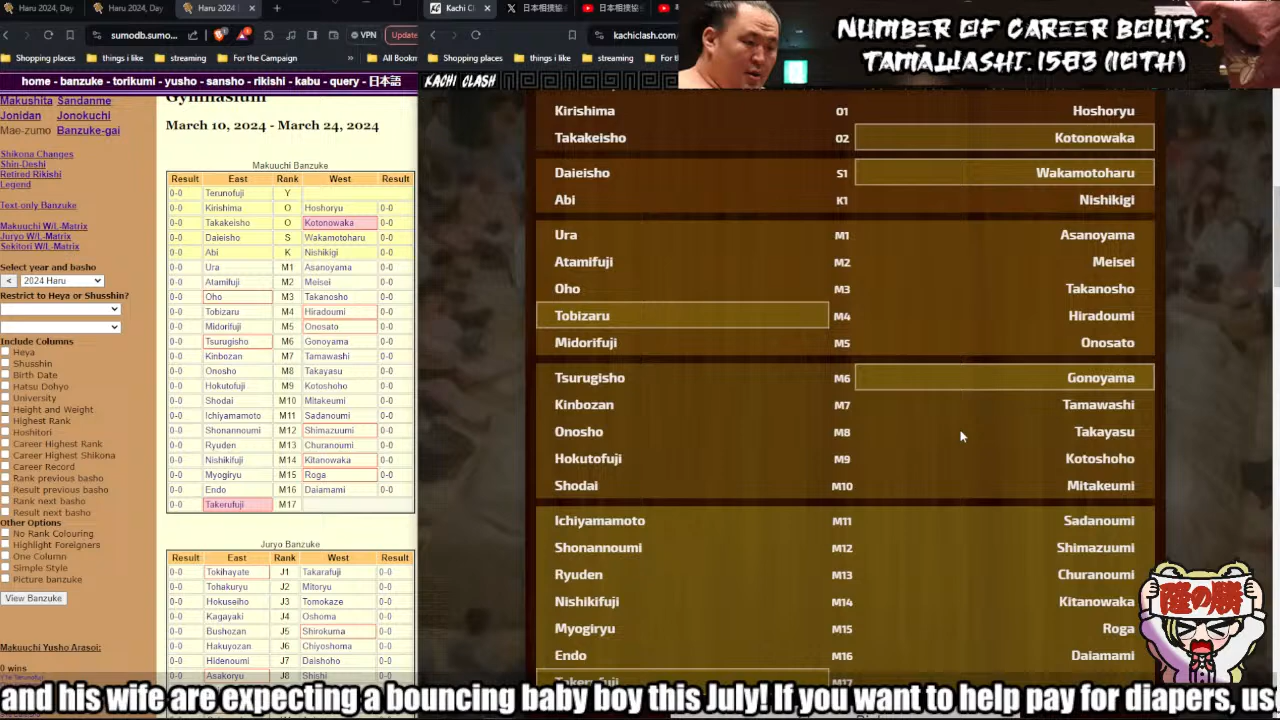 Haru 2024, Day
Haru 2024, Day
Haru 2024
Kachi Cl
日本相撲協
日本相撲協
sumodb.sumo...
VPN
Update
kachiclash.com
Shopping places
things i like
streaming
For the Campaign
»
All Bookm
Shopping places
things i like
streaming
NUMBER OF CAREER BOUTS:
TAMAWASHI, 1583 (10TH)
home - banzuke - torikumi - yusho - sansho - rikishi - kabu - query - 日本語
KACHI CLASH
Makushita Sandanme
Jonidan Jonokuchi
Mae-zumo Banzuke-gai
Shikona Changes
Shin-Deshi
Retired Rikishi
Legend
Text-only Banzuke
Makuuchi W/L-Matrix
Juryo W/L-Matrix
Sekitori W/L-Matrix
Select year and basho
< 2024 Haru
Restrict to Heya or Shusshin?
Include Columns
Heya
Shusshin
Birth Date
Hatsu Dohyo
University
Height and Weight
Highest Rank
Hoshitori
Career Highest Rank
Career Highest Shikona
Career Record
Rank previous basho
Result previous basho
Rank next basho
Result next basho
Other Options
No Rank Colouring
Highlight Foreigners
One Column
Simple Style
Picture banzuke
View Banzuke
Makuuchi Yusho Arasoi:
0 wins
Gymnasium
March 10, 2024 - March 24, 2024
Makuuchi Banzuke
Result East Rank West Result
0-0 Terunofuji Y
0-0 Kirishima O Hoshoryu 0-0
0-0 Takakeisho O Kotonowaka 0-0
0-0 Daieisho S Wakamotoharu 0-0
0-0 Abi K Nishikigi 0-0
0-0 Ura M1 Asanoyama 0-0
0-0 Atamifuji M2 Meisei 0-0
0-0 Oho M3 Takanosho 0-0
0-0 Tobizaru M4 Hiradoumi 0-0
0-0 Midorifuji M5 Onosato 0-0
0-0 Tsurugisho M6 Gonoyama 0-0
0-0 Kinbozan M7 Tamawashi 0-0
0-0 Onosho M8 Takayasu 0-0
0-0 Hokutofuji M9 Kotoshoho 0-0
0-0 Shodai M10 Mitakeumi 0-0
0-0 Ichiyamamoto M11 Sadanoumi 0-0
0-0 Shonannoumi M12 Shimazuumi 0-0
0-0 Ryuden M13 Churanoumi 0-0
0-0 Nishikifuji M14 Kitanowaka 0-0
0-0 Myogiryu M15 Roga 0-0
0-0 Endo M16 Daiamami 0-0
0-0 Takerufuji M17
Juryo Banzuke
Result East Rank West Result
0-0 Tokihayate J1 Takarafuji 0-0
0-0 Tohakuryu J2 Mitoryu 0-0
0-0 Hokuseiho J3 Tomokaze 0-0
0-0 Kagayaki J4 Oshoma 0-0
0-0 Bushozan J5 Shirokuma 0-0
0-0 Hakuyozan J6 Chiyoshoma 0-0
0-0 Hidenoumi J7 Daishoho 0-0
0-0 Asakoryu J8 Shishi 0-0
Kirishima O1 Hoshoryu
Takakeisho O2 Kotonowaka
Daieisho S1 Wakamotoharu
Abi K1 Nishikigi
Ura M1 Asanoyama
Atamifuji M2 Meisei
Oho M3 Takanosho
Tobizaru M4 Hiradoumi
Midorifuji M5 Onosato
Tsurugisho M6 Gonoyama
Kinbozan M7 Tamawashi
Onosho M8 Takayasu
Hokutofuji M9 Kotoshoho
Shodai M10 Mitakeumi
Ichiyamamoto M11 Sadanoumi
Shonannoumi M12 Shimazuumi
Ryuden M13 Churanoumi
Nishikifuji M14 Kitanowaka
Myogiryu M15 Roga
Endo M16 Daiamami
Takerufuji M17
隆の勝
and his wife are expecting a bouncing baby boy this July! If you want to help pay for diapers, us